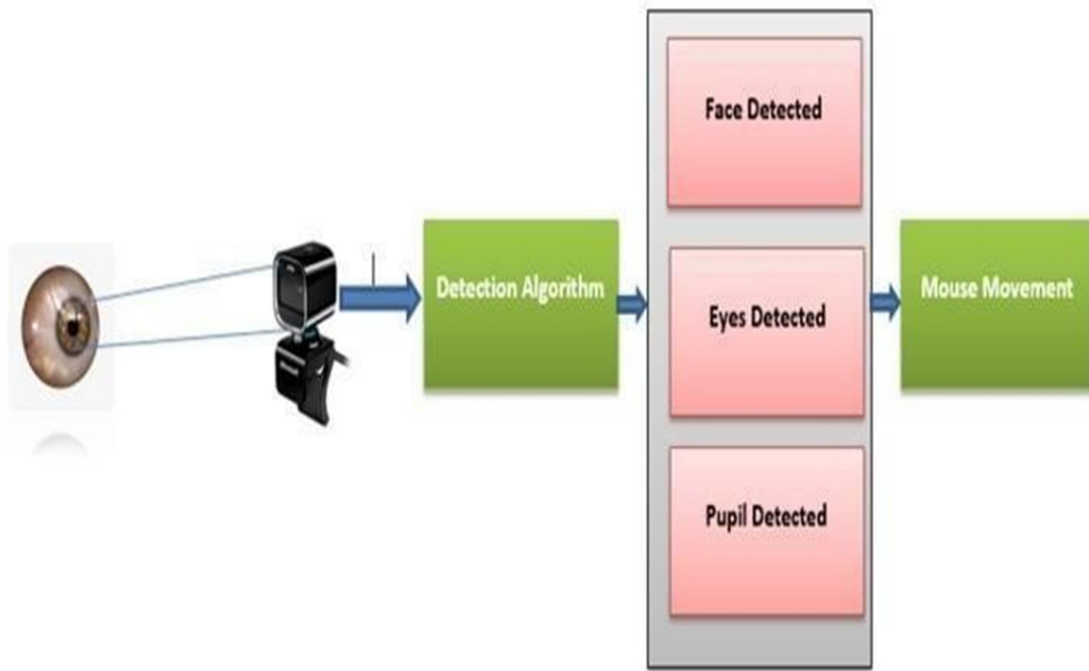 Detection Algorithm
Face Detected
Eyes Detected
Pupil Detected
Mouse Movement